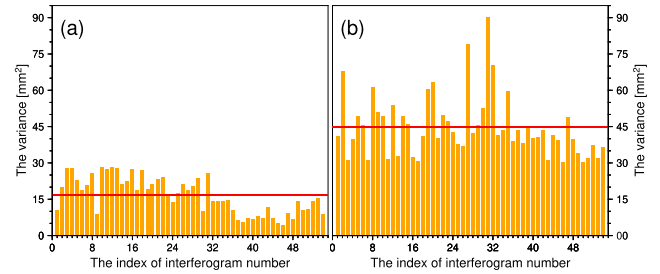 (a)
The variance [mm²]
90
75
60
45
30
15
0
0 8 16 24 32 40 48
The index of interferogram number
(b)
90
75
60
45
30
15
00
0 8 16 24 32 40 48
The index of interferogram number
The variance [mm²]